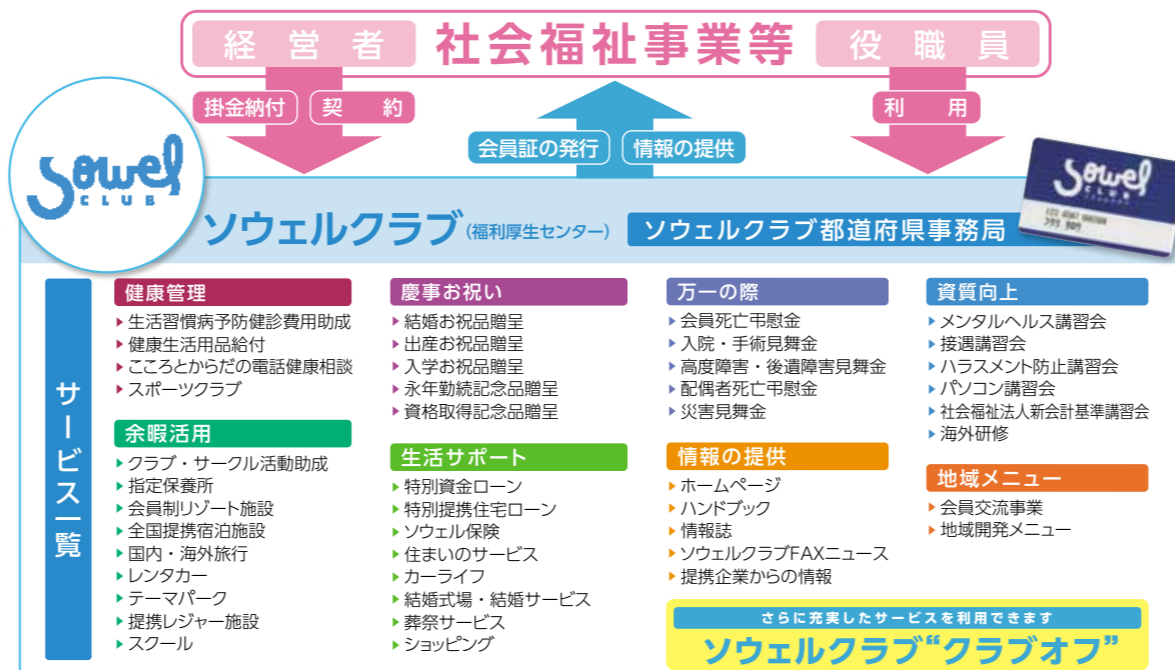 経営者 社会福祉事業等 役職員
掛金納付 契約
会員証の発行 情報の提供
利用
Sowel
CLUB
Sowel
CLUB
ソウェルクラブ(福利厚生センター) ソウェルクラブ都道府県事務局
サービス一覧
健康管理
生活習慣病予防健診費用助成
健康生活用品給付
こころとからだの電話健康相談
スポーツクラブ
余暇活用
クラブ・サークル活動助成
指定保養所
会員制リゾート施設
全国提携宿泊施設
国内・海外旅行
レンタカー
テーマパーク
提携レジャー施設
スクール
慶事お祝い
結婚お祝品贈呈
出産お祝品贈呈
入学お祝品贈呈
永年勤続記念品贈呈
資格取得記念品贈呈
生活サポート
特別資金ローン
特別提携住宅ローン
ソウェル保険
住まいのサービス
カーライフ
結婚式場・結婚サービス
葬祭サービス
ショッピング
万一の際
会員死亡弔慰金
入院・手術見舞金
高度障害・後遺障害見舞金
配偶者死亡弔慰金
災害見舞金
情報の提供
ホームページ
ハンドブック
情報誌
ソウェルクラブFAXニュース
提携企業からの情報
資質向上
メンタルヘルス講習会
接遇講習会
ハラスメント防止講習会
パソコン講習会
社会福祉法人新会計基準講習会
海外研修
地域メニュー
会員交流事業
地域開発メニュー
さらに充実したサービスを利用できます
ソウェルクラブ“クラブオフ”